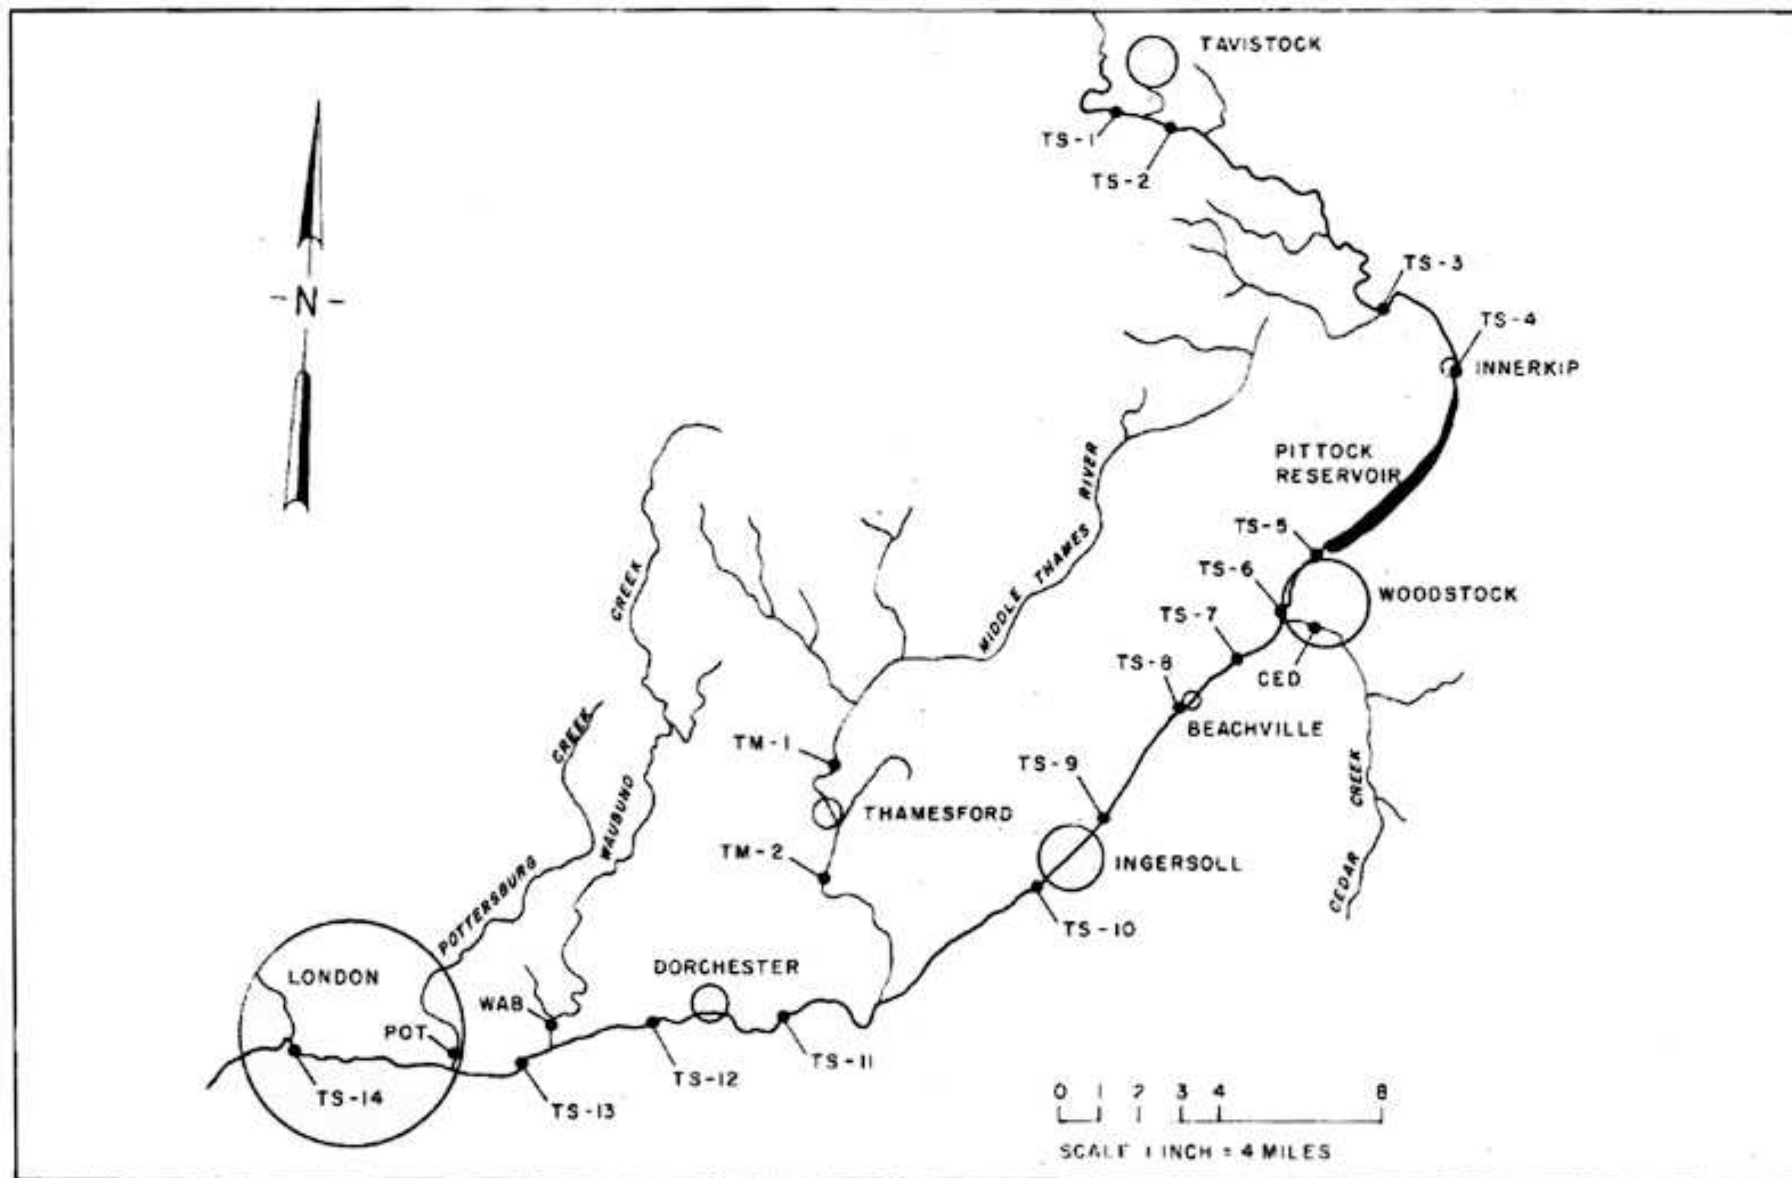 TAVISTOCK
TS-1
TS-2
TS-3
TS-4
INNERKIP
-N-
PITTOCK
RESERVOIR
TS-5
WOODSTOCK
TS-6
TS-7
TS-8
CED
BEACHVILLE
MIDDLE THAMES RIVER
CREEK
WAUBUNO
CREEK
POTTERSBURG
CEDAR CREEK
TM-1
THAMESFORD
TM-2
TS-9
INGERSOLL
TS-10
DORCHESTER
LONDON
WAB
POT
TS-11
TS-12
TS-13
TS-14
0 1 2 3 4 8
SCALE 1 INCH = 4 MILES